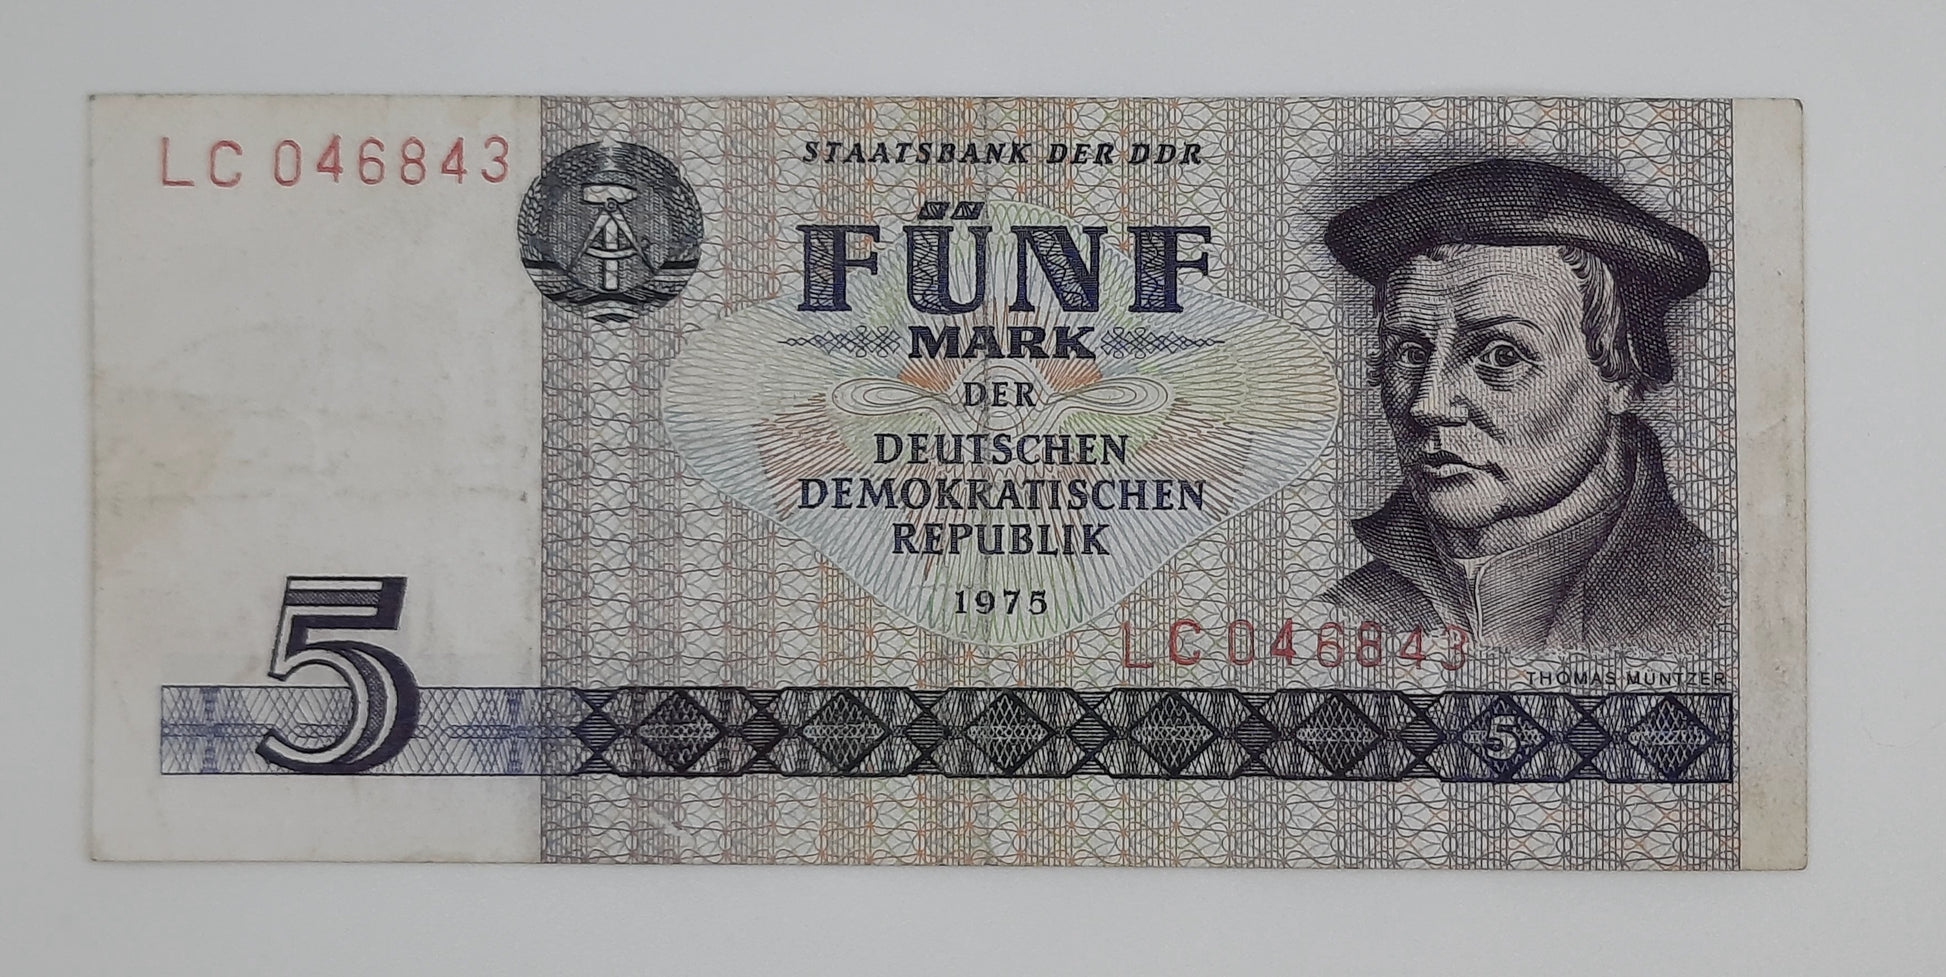 LC 046843
STAATSBANK DER DDR
FÜNF
MARK
DER
DEUTSCHEN
DEMOKRATISCHEN
REPUBLIK
1975
LC 046843
THOMAS MÜNTZER
5
5